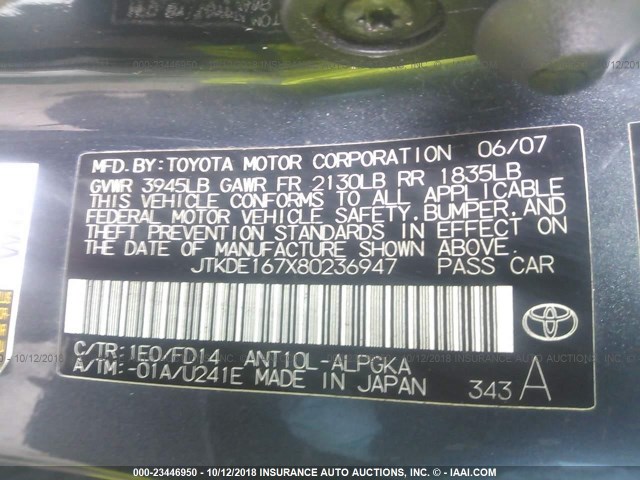 MFD. BY: TOYOTA MOTOR CORPORATION 06/07
GVWR 3945LB GAWR FR 2130LB RR 1835LB
THIS VEHICLE CONFORMS TO ALL APPLICABLE
FEDERAL MOTOR VEHICLE SAFETY, BUMPER, AND
THEFT PREVENTION STANDARDS IN EFFECT ON
THE DATE OF MANUFACTURE SHOWN ABOVE.
JTKDE167X80236947 PASS CAR
C/TR: 1E0/FD14 ANT10L-ALPGKA
A/TM: -01A/U241E MADE IN JAPAN 343 A
000-23446950 - 10/12/2018 INSURANCE AUTO AUCTIONS, INC. - IAAI.COM